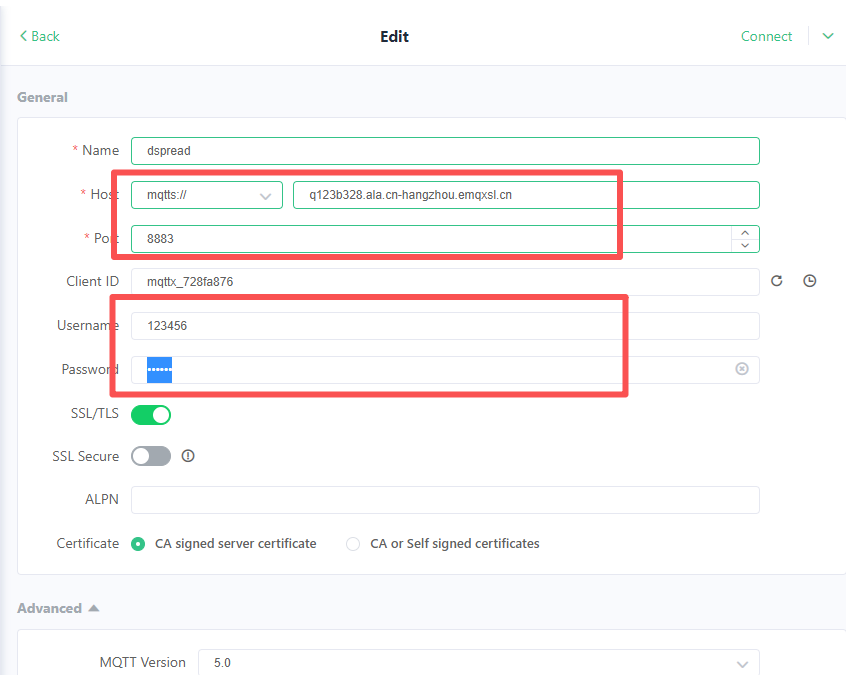 Back
Edit
Connect
General
* Name dspread
* Host mqtts:// q123b328.ala.cn-hangzhou.emqxsl.cn
* Port 8883
Client ID mqttx_728fa876
Username 123456
Password ••••••
SSL/TLS
SSL Secure
ALPN
Certificate CA signed server certificate CA or Self signed certificates
Advanced
MQTT Version 5.0